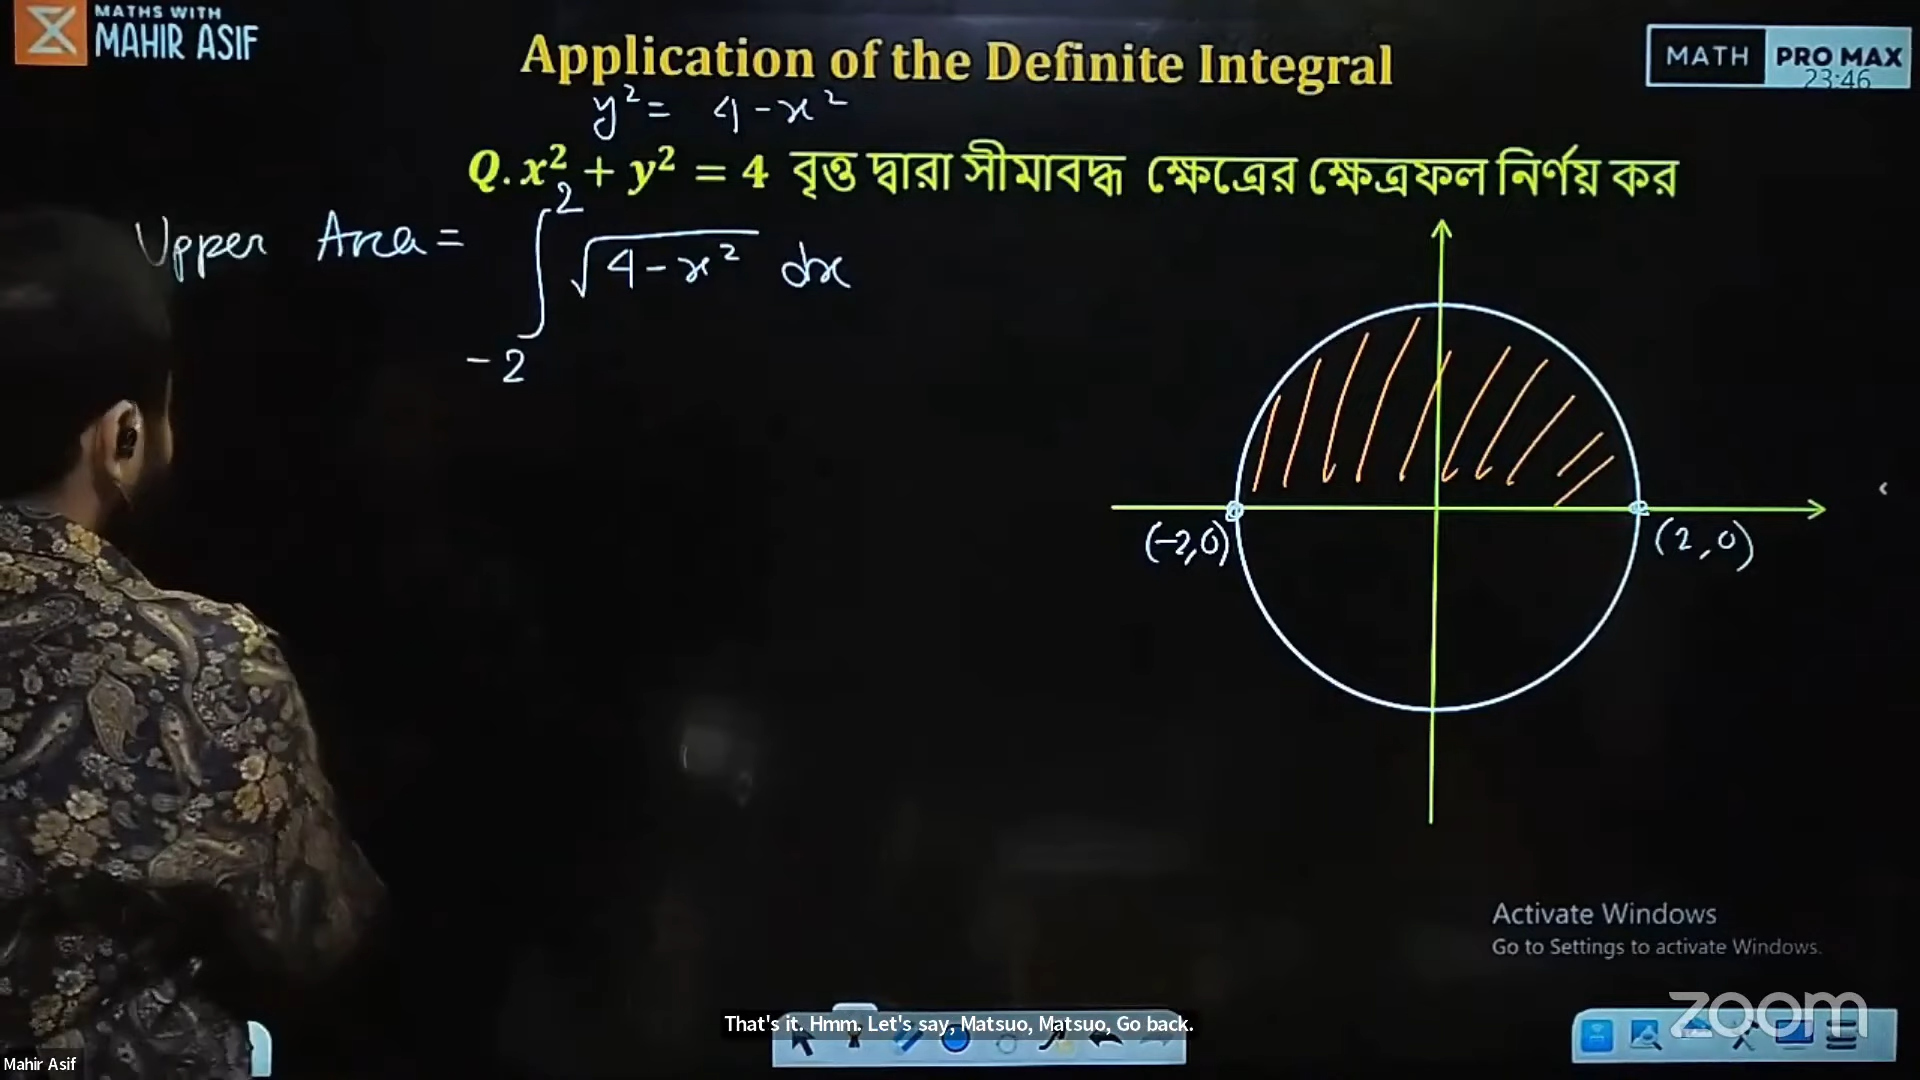 MATHS WITH
MAHIR ASIF
Application of the Definite Integral
MATH PRO MAX
23:46
y² = 4 - x²
Q. x² + y² = 4 বৃত্ত দ্বারা সীমাবদ্ধ ক্ষেত্রের ক্ষেত্রফল নির্ণয় কর
Upper Area = ∫₋₂² √(4 - x²) dx
(-2,0)
(2,0)
Activate Windows
Go to Settings to activate Windows.
zoom
That's it. Hmm. Let's say, Matsuo, Matsuo, Go back.
Mahir Asif